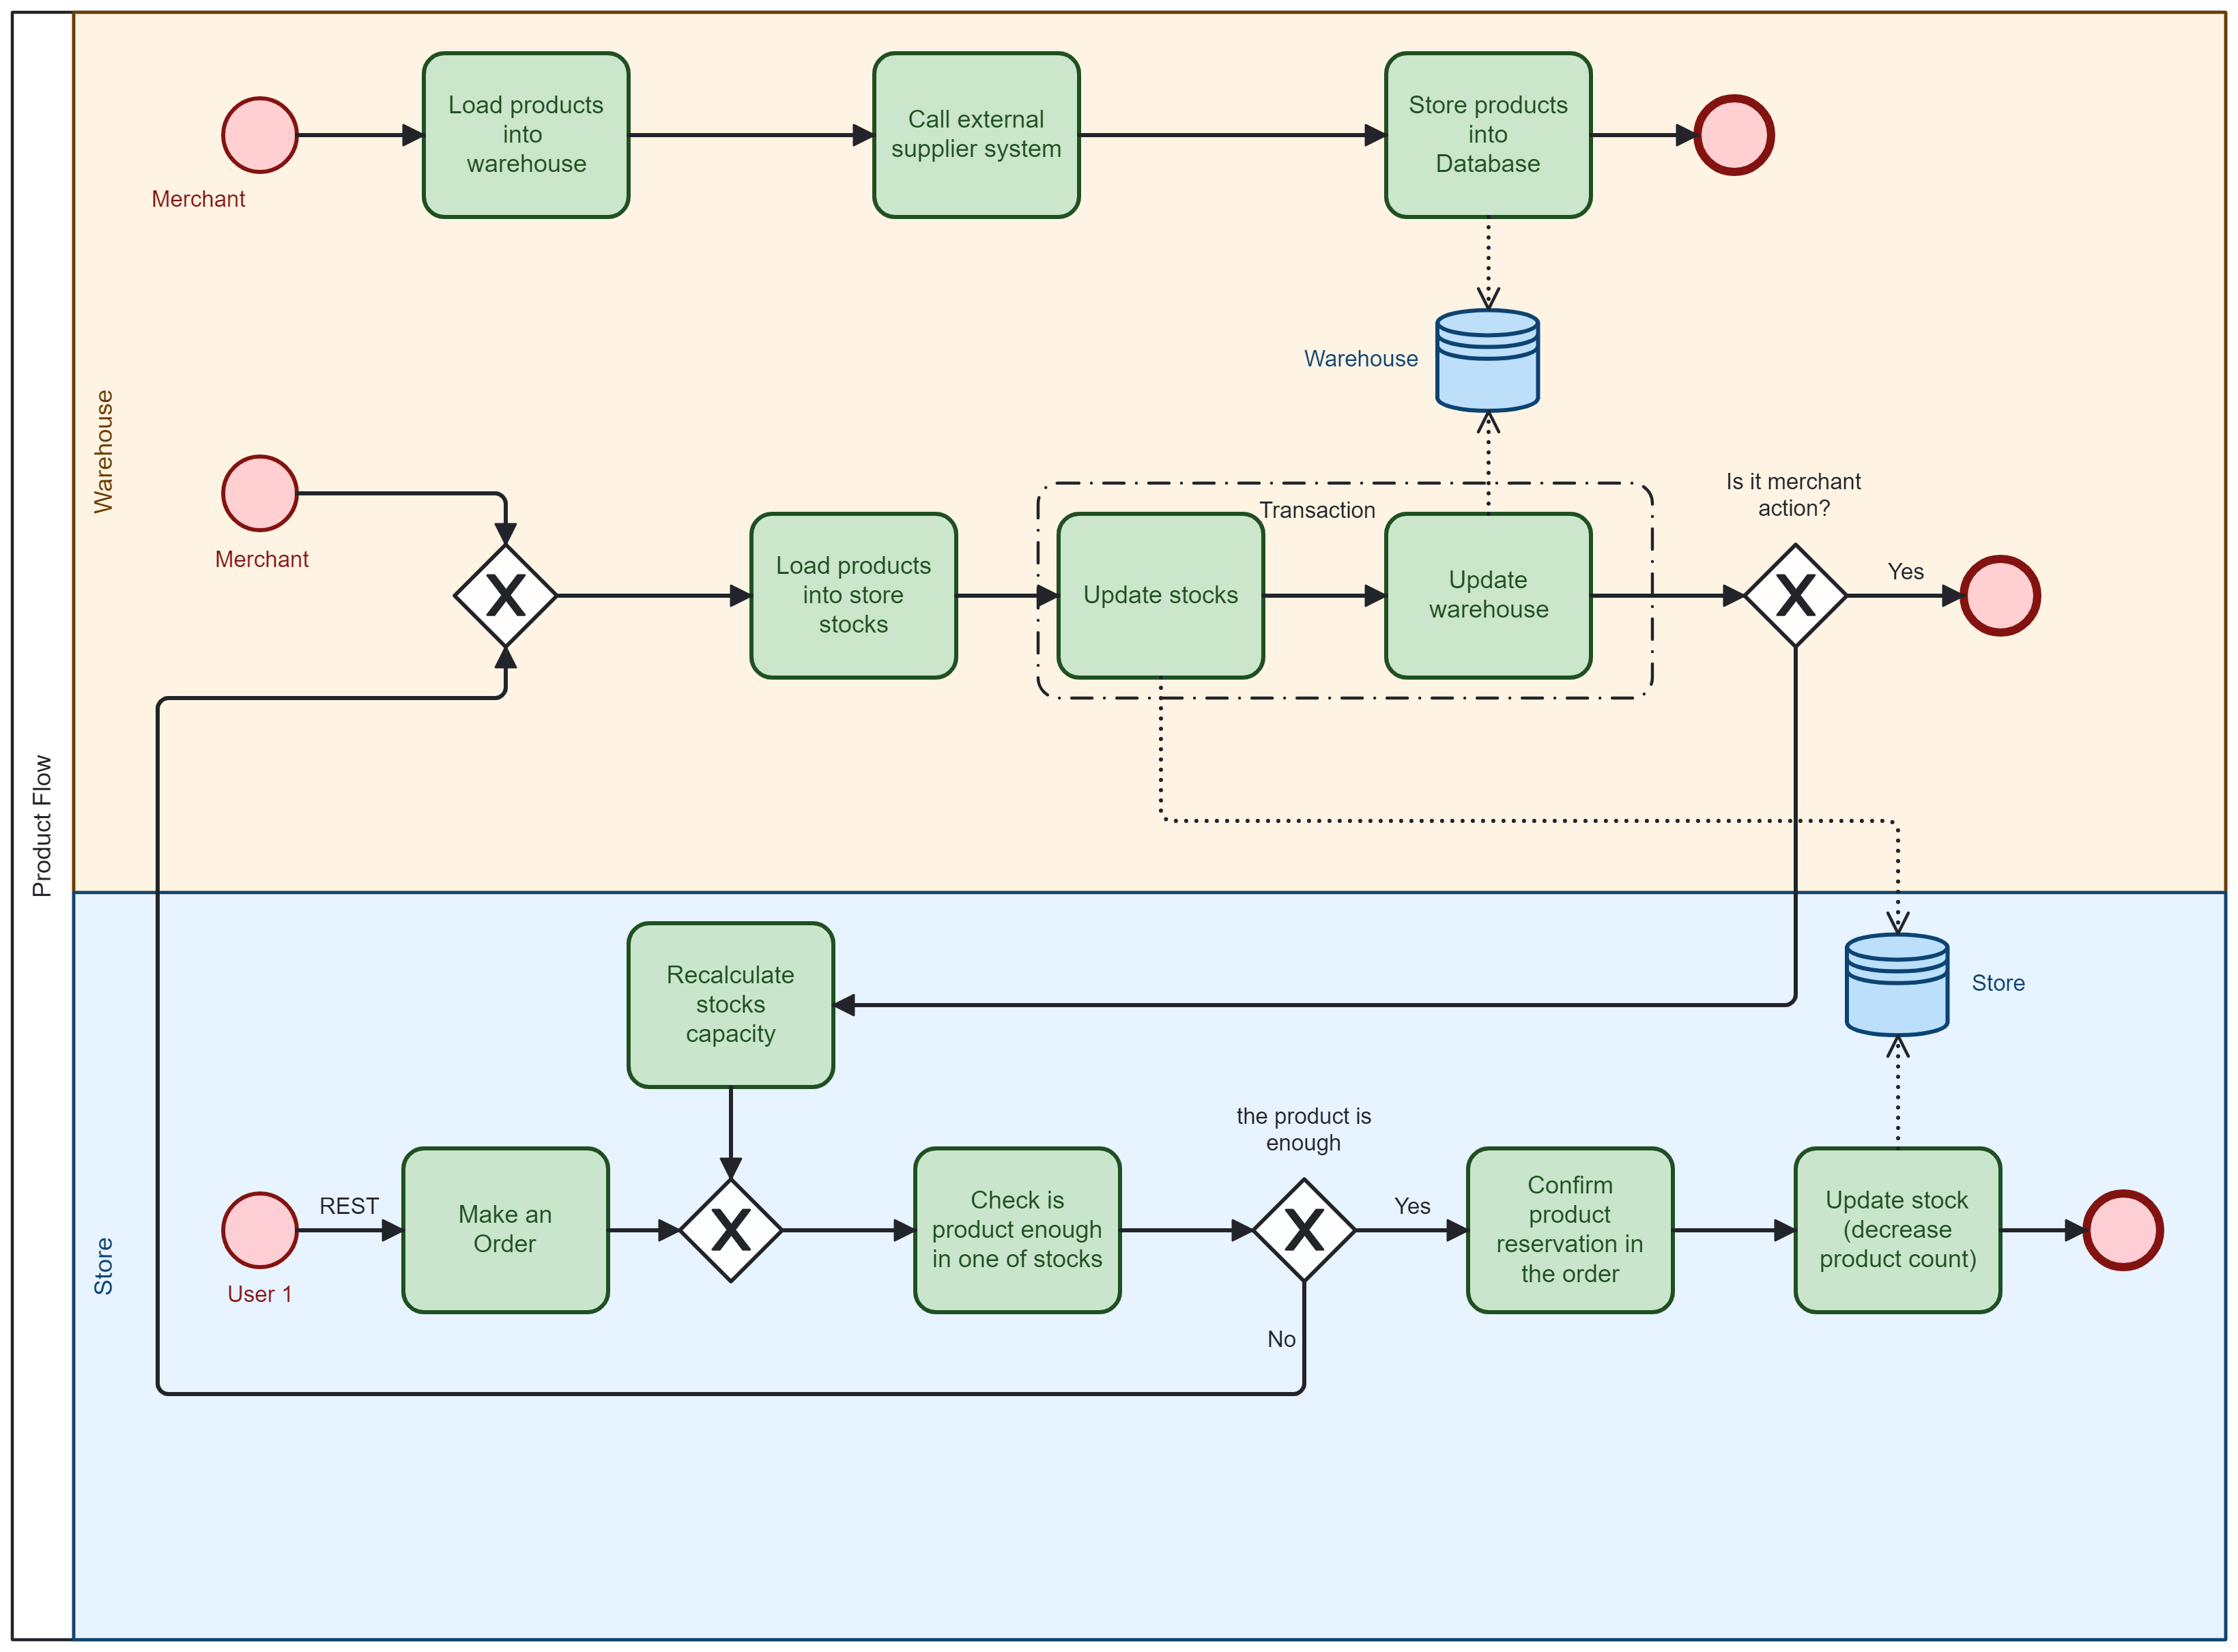 Product Flow
Warehouse
Load products
into
warehouse
Call external
supplier system
Store products
into
Database
Merchant
Warehouse
Merchant
Transaction
Is it merchant
action?
Load products
into store
stocks
Update stocks
Update
warehouse
X
X
Yes
Store
Recalculate
stocks
capacity
Store
the product is
enough
REST
Make an
Order
X
Check is
product enough
in one of stocks
X
Yes
Confirm
product
reservation in
the order
Update stock
(decrease
product count)
User 1
No